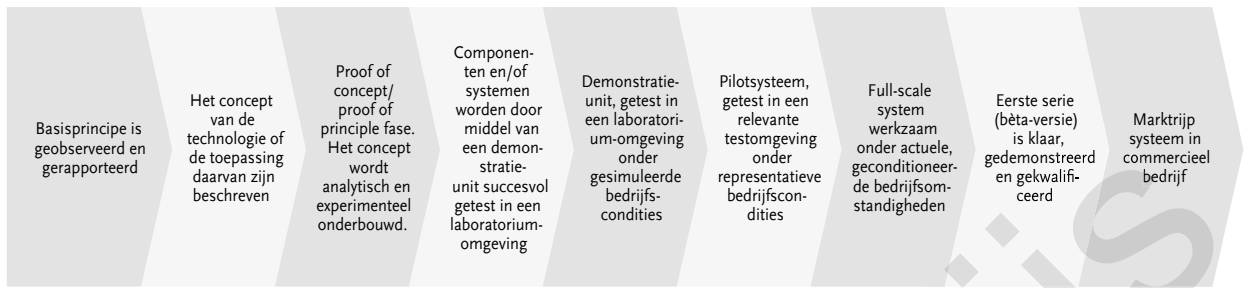 Basisprincipe is
geobserveerd en
gerapporteerd
Het concept
van de
technologie of
de toepassing
daarvan zijn
beschreven
Proof of
concept/
proof of
principle fase.
Het concept
wordt
analytisch en
experimenteel
onderbouwd.
Componen-
ten en/of
systemen
worden door
middel van
een demon-
stratie-
unit succesvol
getest in een
laboratorium-
omgeving
Demonstratie-
unit, getest in
een laboratori-
um-omgeving
onder
gesimuleerde
bedrijfs-
condities
Pilotsysteem,
getest in een
relevante
testomgeving
onder
representatieve
bedrijfscon-
dities
Full-scale
system
werkzaam
onder actuele,
geconditioneer-
de bedrijfsom-
standigheden
Eerste serie
(bèta-versie)
is klaar,
gedemonstreerd
en gekwalifi-
ceerd
Marktrijp
systeem in
commercieel
bedrijf